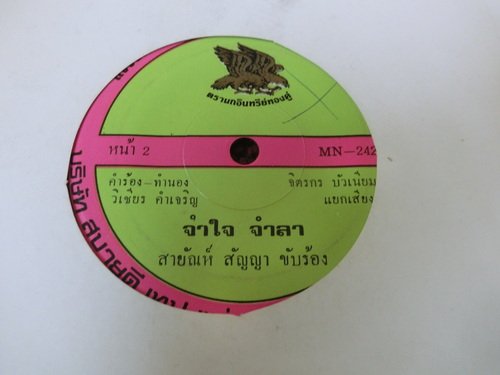 ตรานกอินทรีย์ทองคู่
หน้า 2
MN-242
คำร้อง-ทำนอง
วิเชียร คำเจริญ
จิตรกร บัวเนียม
แยกเสียง
จำใจ จำลา
สายัณห์ สัญญา ขับร้อง
บริษัท สบายดี เทป